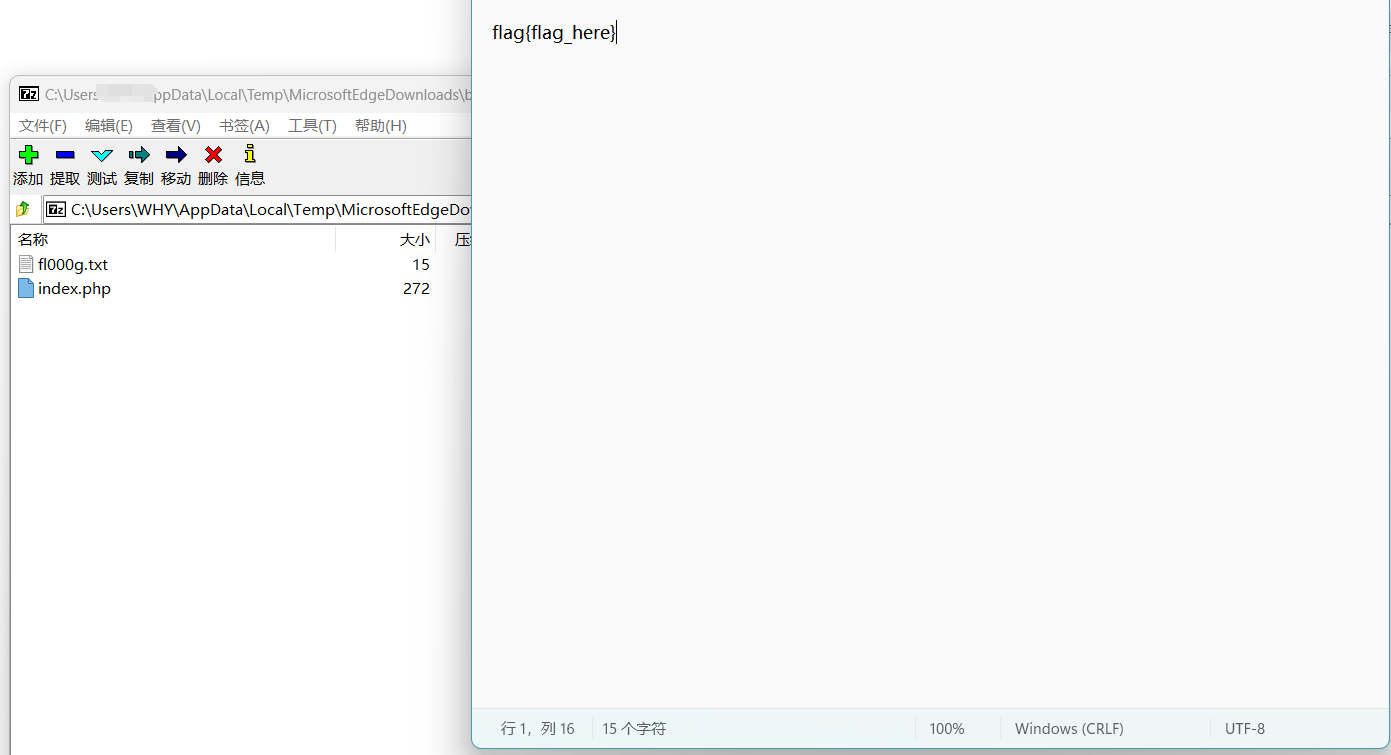 flag{flag_here}
C:\Users ppData\Local\Temp\MicrosoftEdgeDownloads\b
文件(F) 编辑(E) 查看(V) 书签(A) 工具(T) 帮助(H)
添加 提取 测试 复制 移动 删除 信息
C:\Users\WHY\AppData\Local\Temp\MicrosoftEdgeDo
名称 大小 压
fl000g.txt 15
index.php 272
行 1，列 16 15 个字符 100% Windows (CRLF) UTF-8